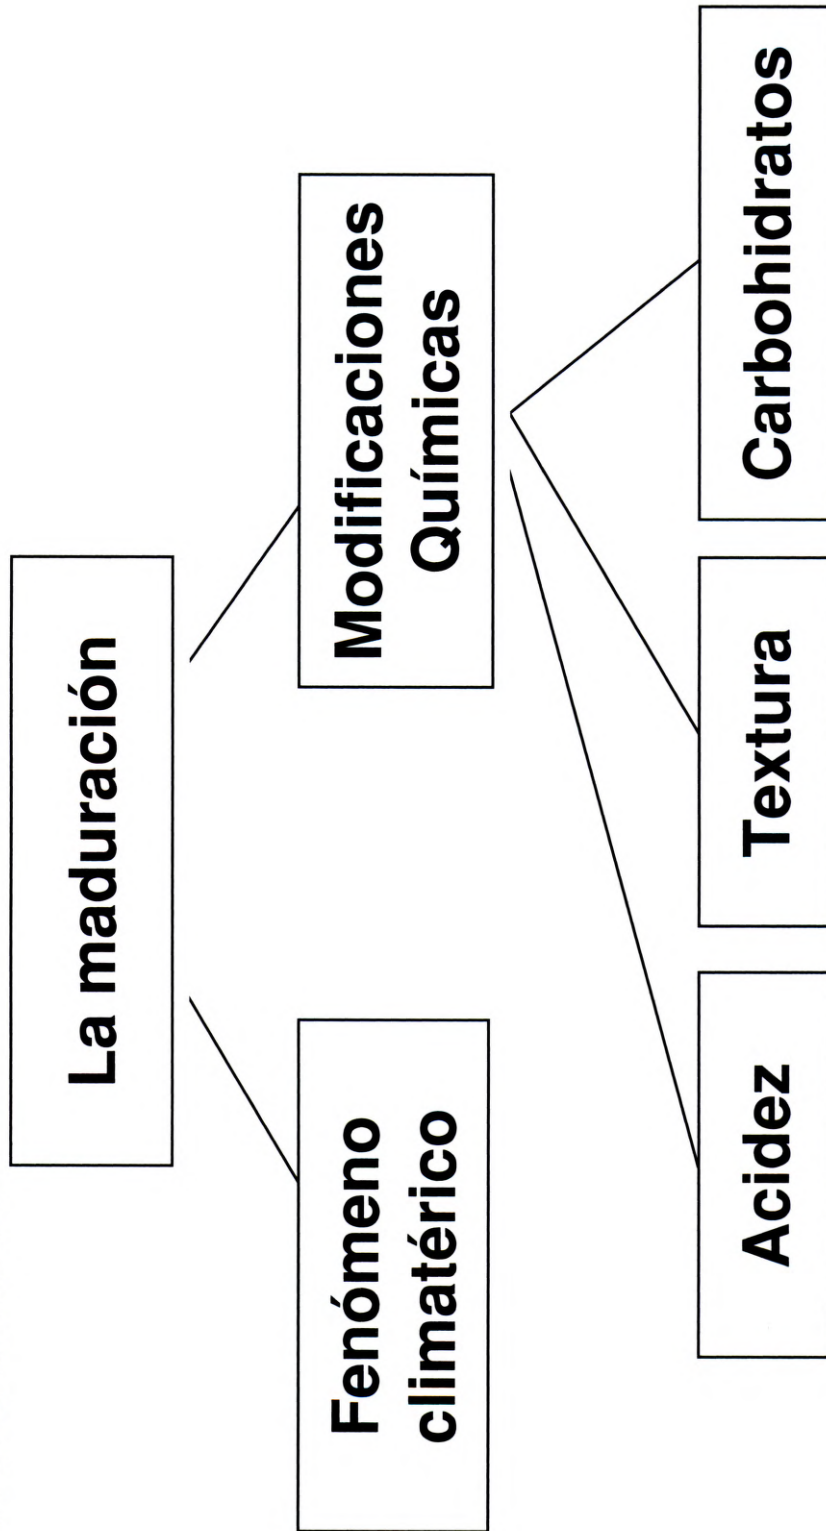 La maduración
Fenómeno
climatérico
Modificaciones
Químicas
Acidez
Textura
Carbohidratos